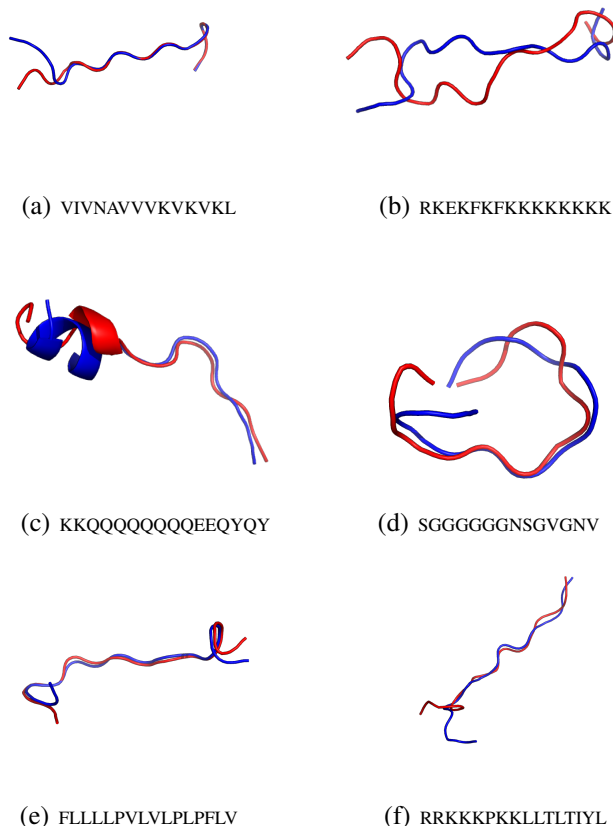 (a) VIVNAVVVKVKVKL
(b) RKEKFKFKKKKKKKK
(c) KKQQQQQQQQEEQYQY
(d) SGGGGGGNSGVGNV
(e) FLLLLPVLVLPLPFLV
(f) RRKKKPKKLLTLTIYL